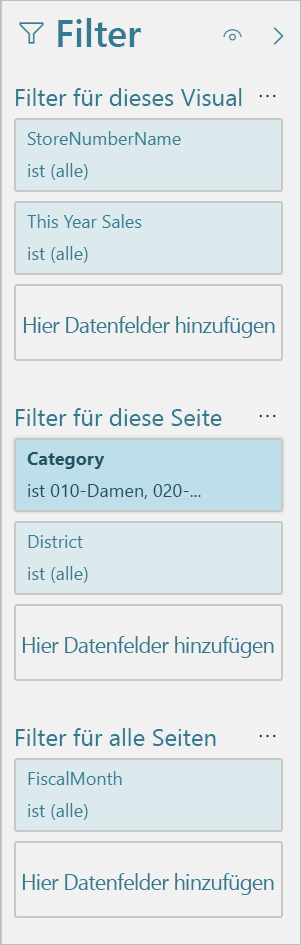 Filter
Filter für dieses Visual ...
StoreNumberName
ist (alle)
This Year Sales
ist (alle)
Hier Datenfelder hinzufügen
Filter für diese Seite ...
Category
ist 010-Damen, 020-...
District
ist (alle)
Hier Datenfelder hinzufügen
Filter für alle Seiten ...
FiscalMonth
ist (alle)
Hier Datenfelder hinzufügen